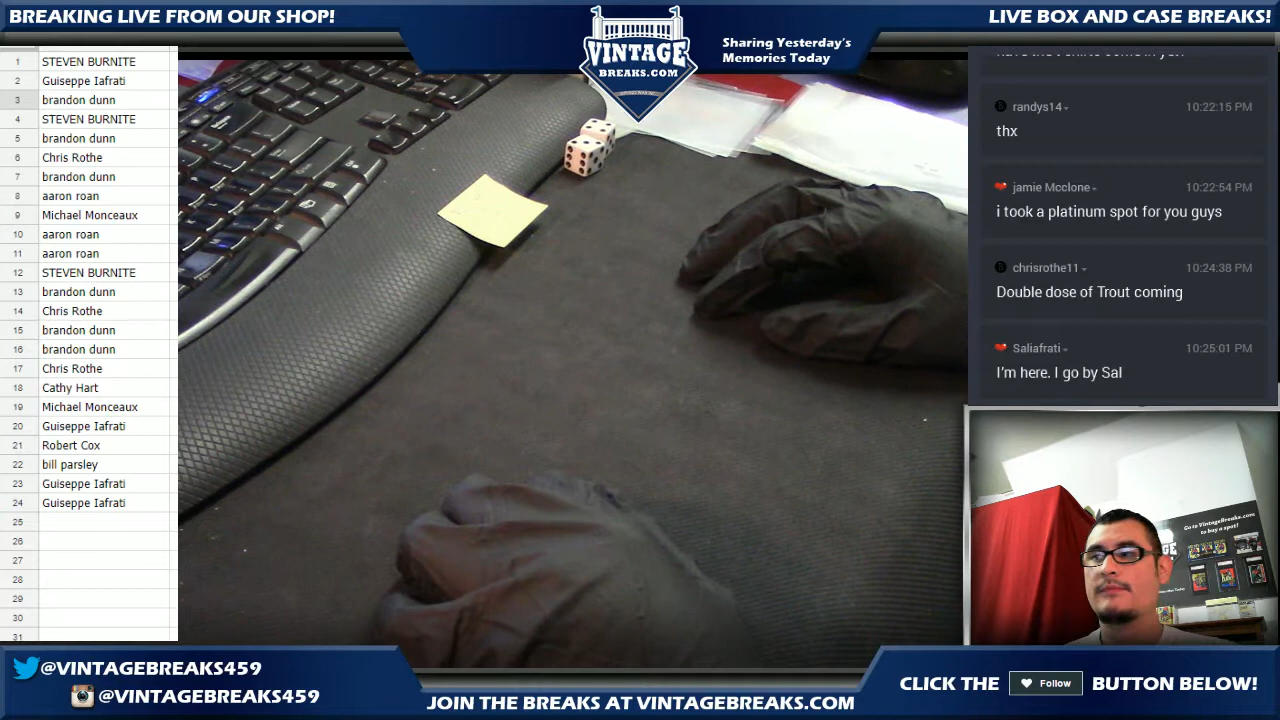 BREAKING LIVE FROM OUR SHOP!
VINTAGE
BREAKS.COM
Sharing Yesterday's
Memories Today
LIVE BOX AND CASE BREAKS!
1 STEVEN BURNITE
2 Guiseppe Iafrati
3 brandon dunn
4 STEVEN BURNITE
5 brandon dunn
6 Chris Rothe
7 brandon dunn
8 aaron roan
9 Michael Monceaux
10 aaron roan
11 aaron roan
12 STEVEN BURNITE
13 brandon dunn
14 Chris Rothe
15 brandon dunn
16 brandon dunn
17 Chris Rothe
18 Cathy Hart
19 Michael Monceaux
20 Guiseppe Iafrati
21 Robert Cox
22 bill parsley
23 Guiseppe Iafrati
24 Guiseppe Iafrati
25
26
27
28
29
30
31
randys14 10:22:15 PM
thx
jamie Mcclone 10:22:54 PM
i took a platinum spot for you guys
chrisrothe11 10:24:38 PM
Double dose of Trout coming
Saliafrati 10:25:01 PM
I'm here. I go by Sal
Go to VintageBreaks.com
to buy a spot!
@VINTAGEBREAKS459
@VINTAGEBREAKS459
JOIN THE BREAKS AT VINTAGEBREAKS.COM
CLICK THE Follow BUTTON BELOW!